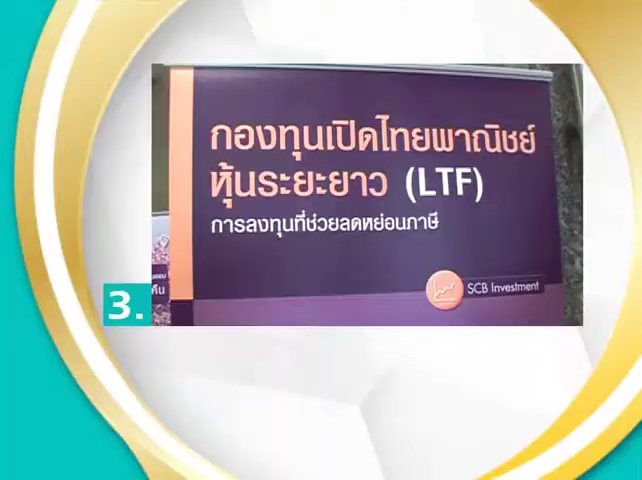 กองทุนเปิดไทยพาณิชย์
หุ้นระยะยาว (LTF)
การลงทุนที่ช่วยลดหย่อนภาษี
SCB Investment
3.